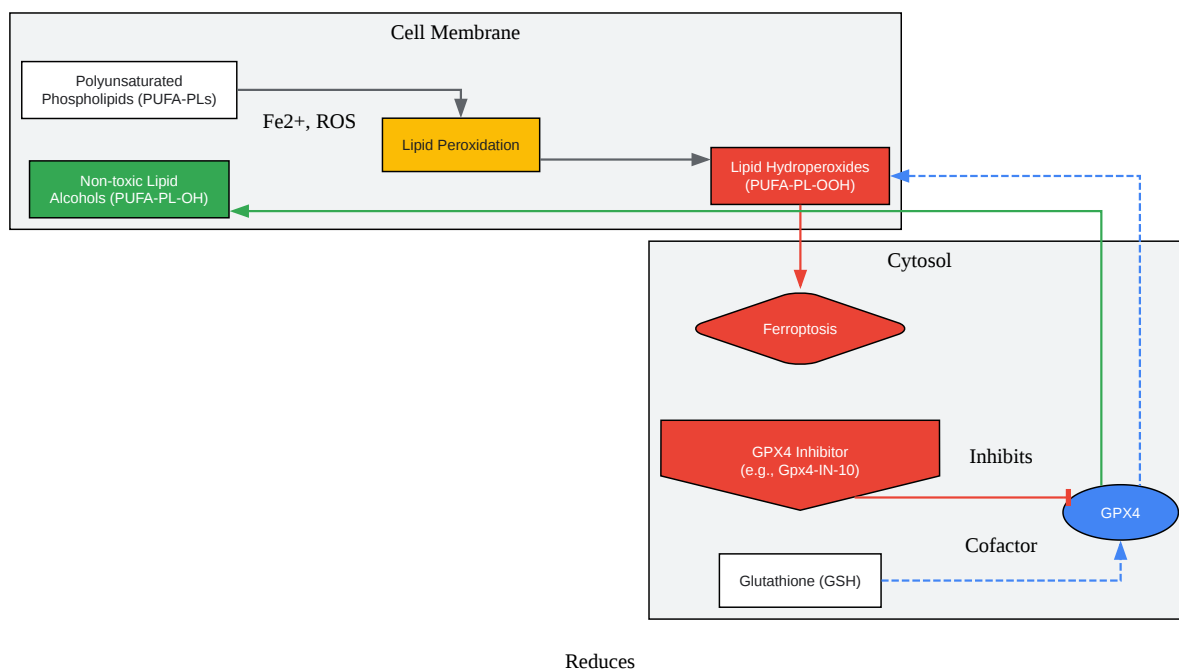 Cell Membrane
Polyunsaturated
Phospholipids (PUFA-PLs)
Fe2+, ROS
Lipid Peroxidation
Lipid Hydroperoxides
(PUFA-PL-OOH)
Non-toxic Lipid
Alcohols (PUFA-PL-OH)
Cytosol
Ferroptosis
GPX4 Inhibitor
(e.g., Gpx4-IN-10)
Inhibits
GPX4
Cofactor
Glutathione (GSH)
Reduces